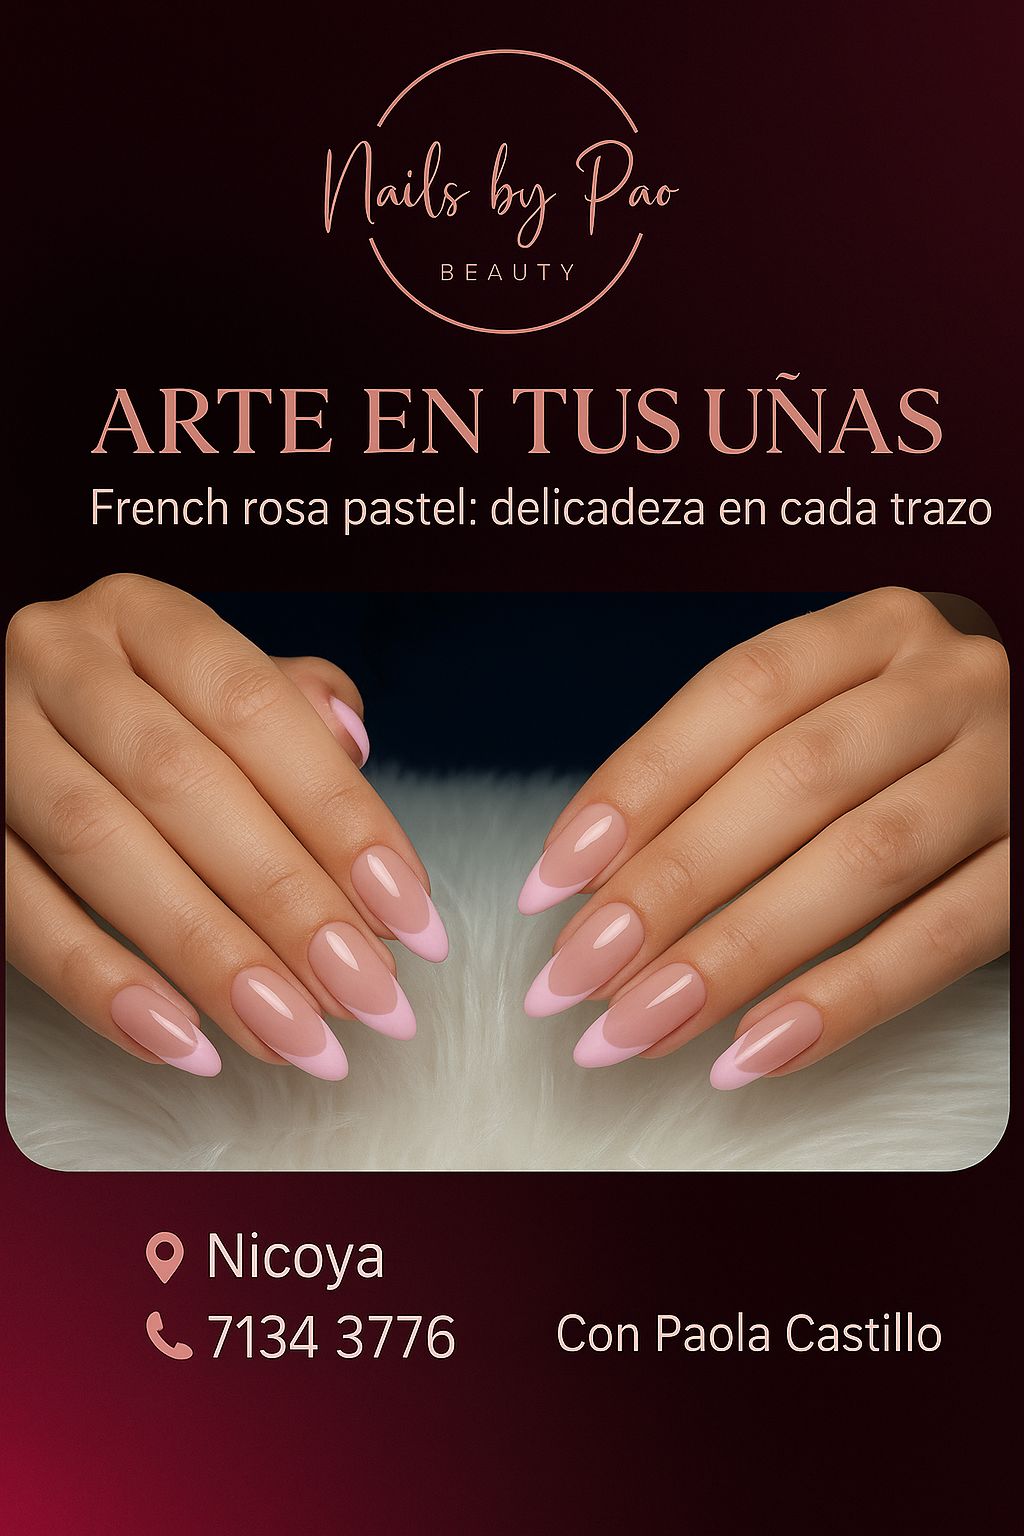 Nails by Pao
BEAUTY
ARTE EN TUS UÑAS
French rosa pastel: delicadeza en cada trazo
Nicoya
7134 3776
Con Paola Castillo